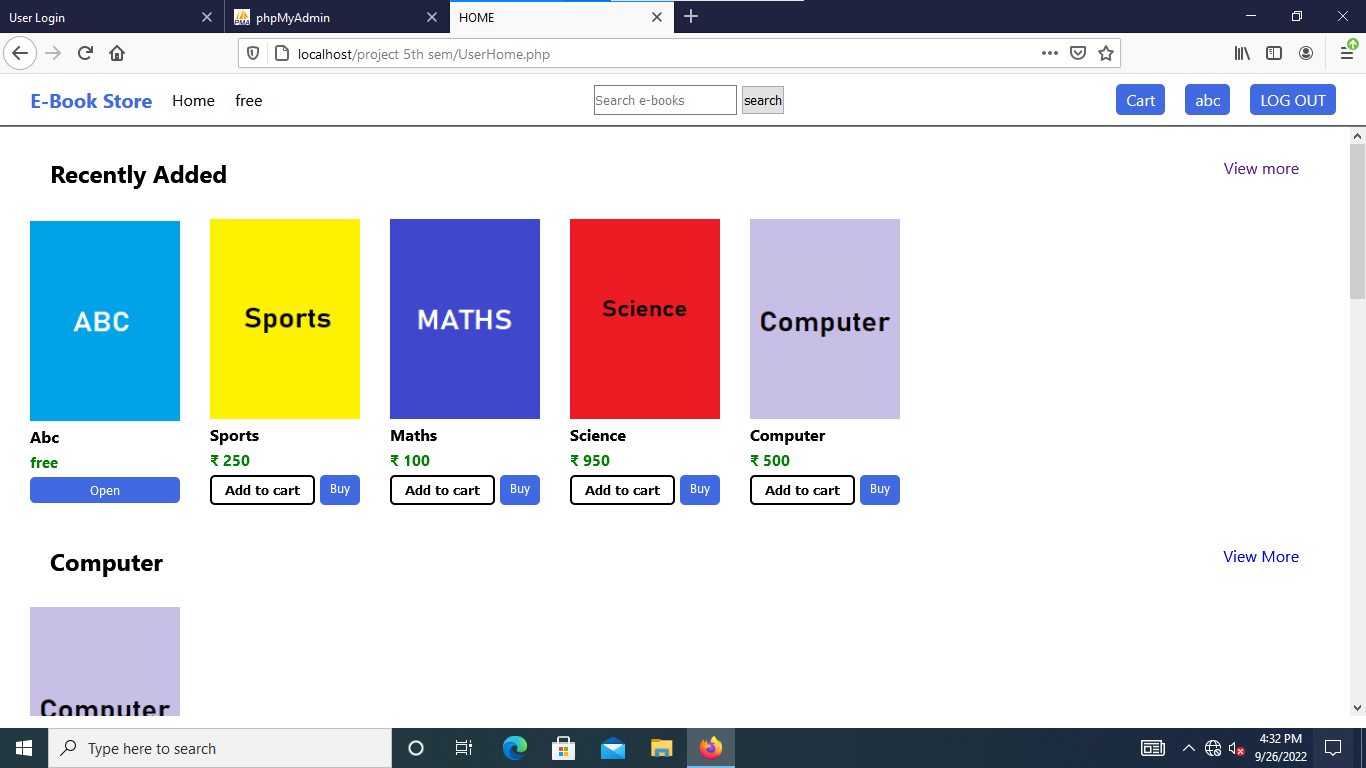 User Login
phpMyAdmin
HOME
localhost/project 5th sem/UserHome.php
E-Book Store Home free Search e-books search Cart abc LOG OUT
Recently Added View more
ABC Sports MATHS Science Computer
Abc Sports Maths Science Computer
free ₹ 250 ₹ 100 ₹ 950 ₹ 500
Open Add to cart Buy Add to cart Buy Add to cart Buy Add to cart Buy
Computer View More
Computer
Type here to search
4:32 PM
9/26/2022